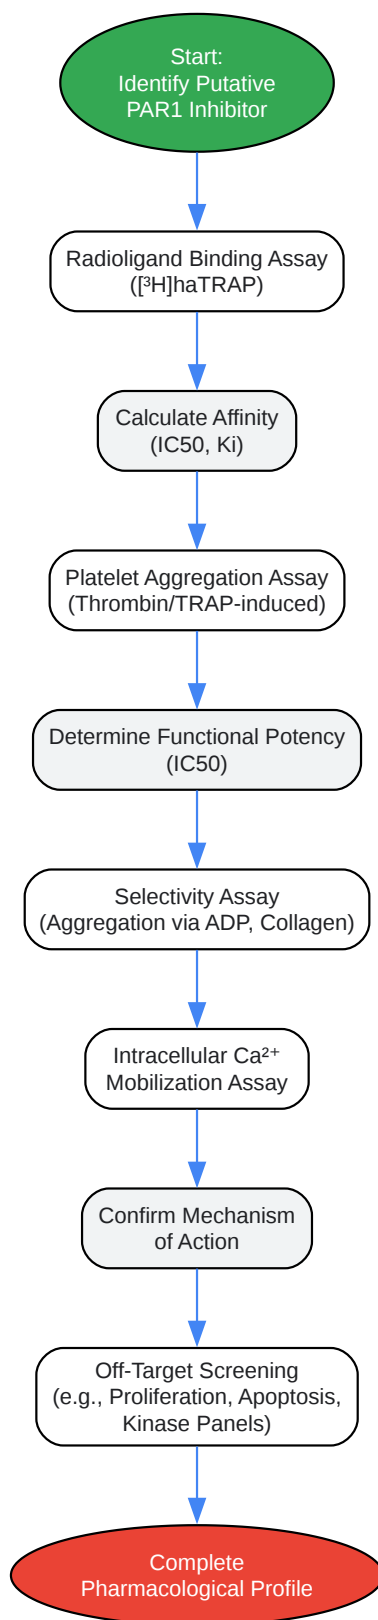 Start:
Identify Putative
PAR1 Inhibitor
Radioligand Binding Assay
([³H]haTRAP)
Calculate Affinity
(IC50, Ki)
Platelet Aggregation Assay
(Thrombin/TRAP-induced)
Determine Functional Potency
(IC50)
Selectivity Assay
(Aggregation via ADP, Collagen)
Intracellular Ca²⁺
Mobilization Assay
Confirm Mechanism
of Action
Off-Target Screening
(e.g., Proliferation, Apoptosis,
Kinase Panels)
Complete
Pharmacological Profile